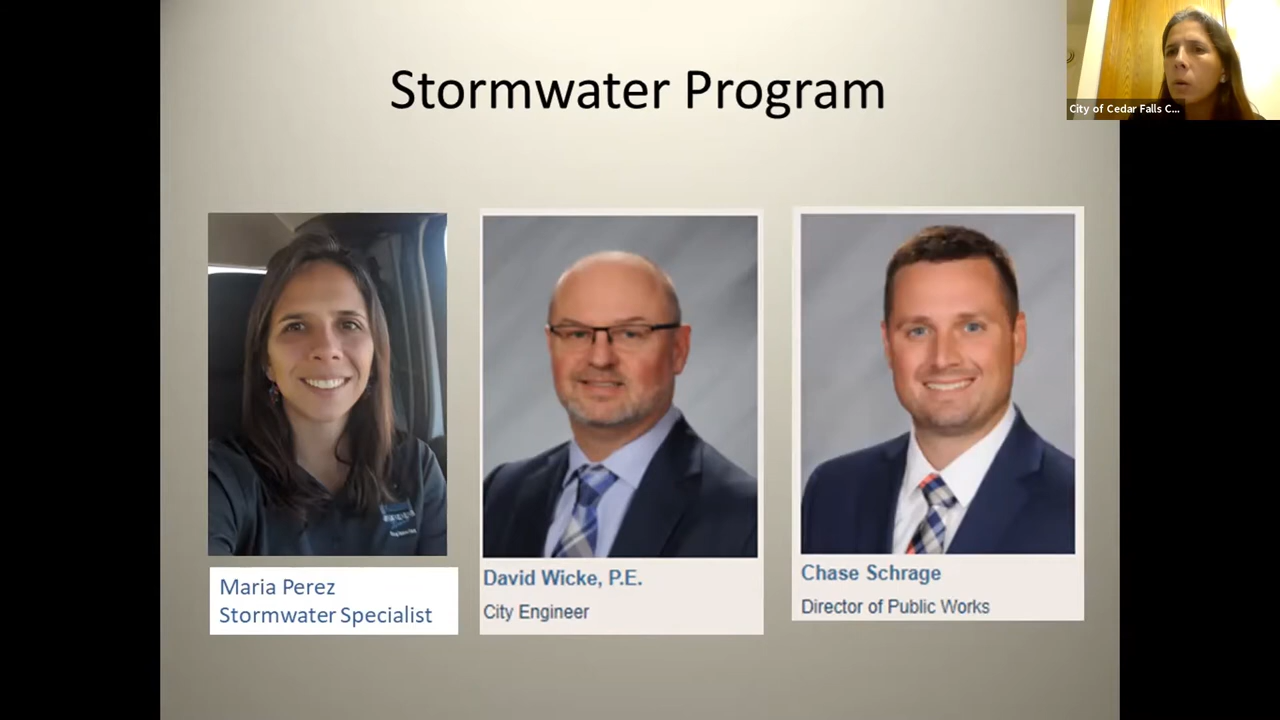 Stormwater Program
City of Cedar Falls C...
Maria Perez
Stormwater Specialist
David Wicke, P.E.
City Engineer
Chase Schrage
Director of Public Works